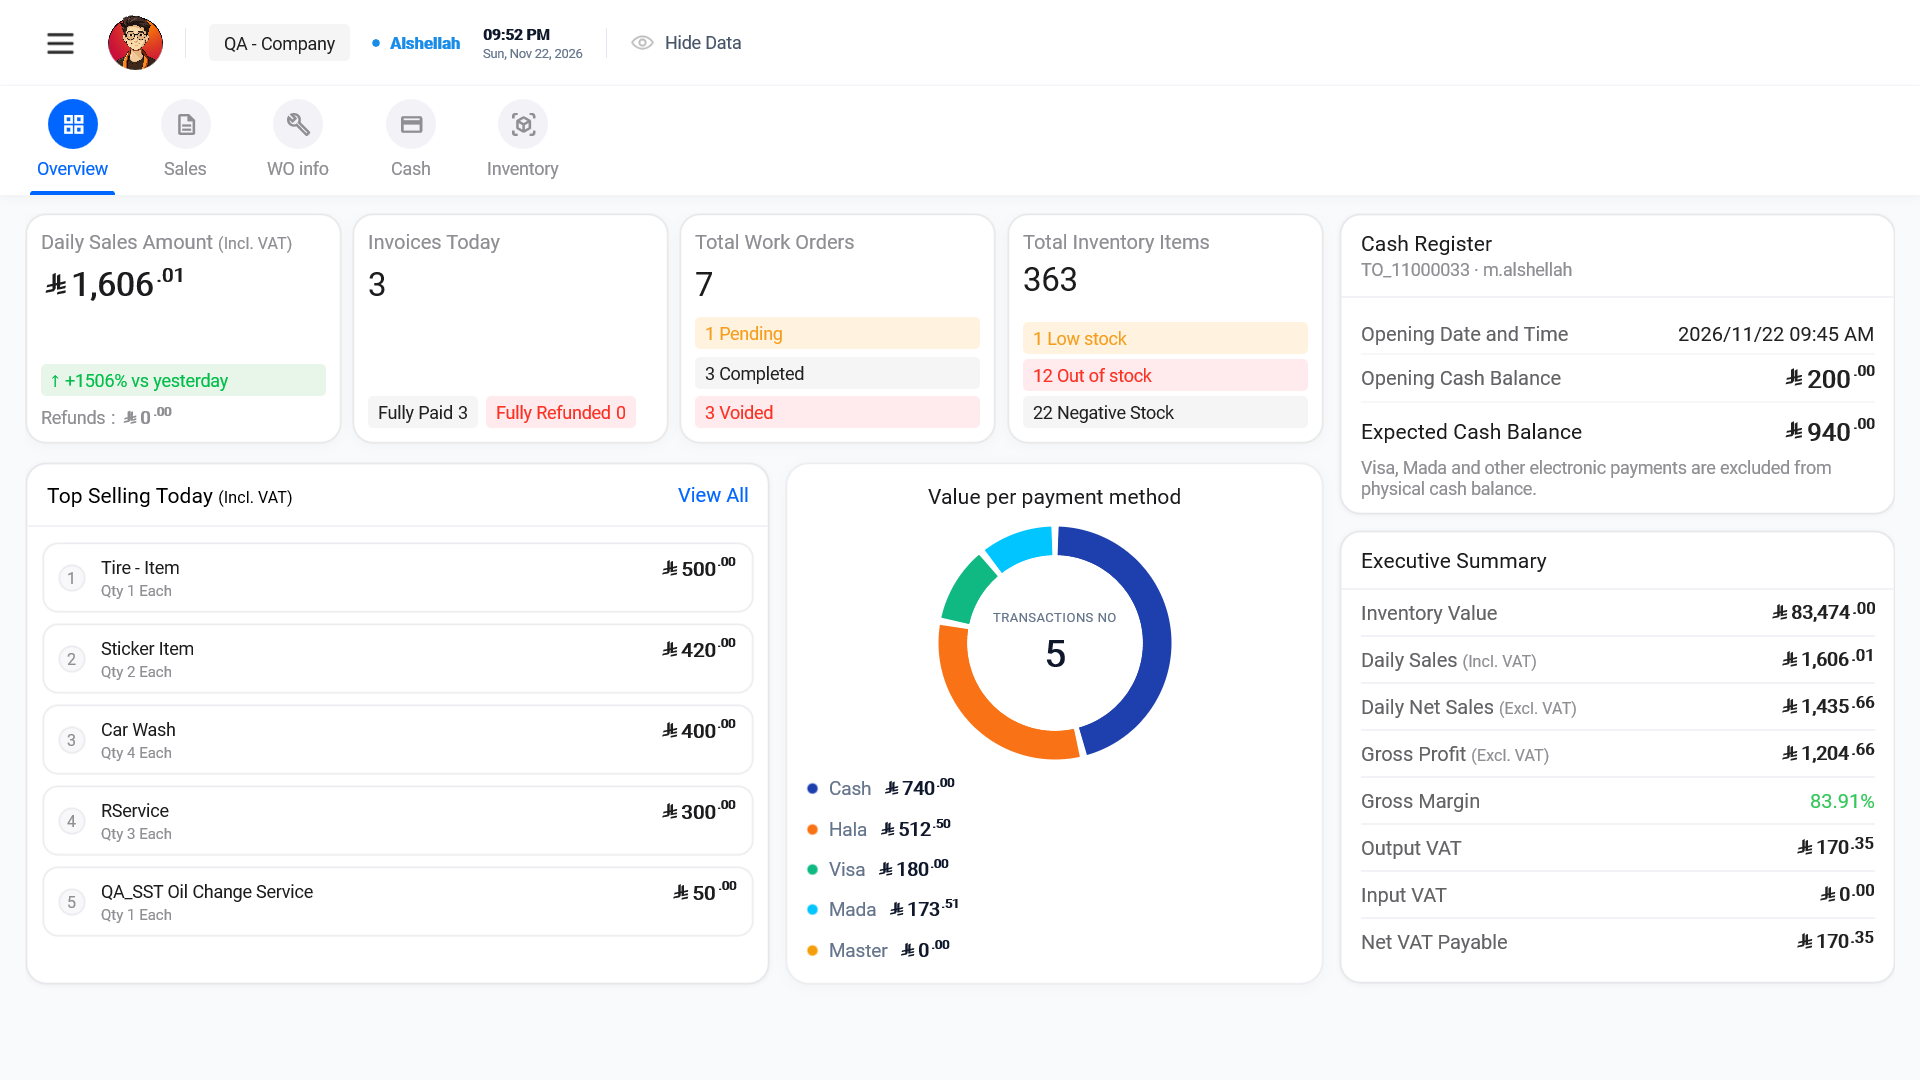 QA - Company
Alshellah
09:52 PM
Sun, Nov 22, 2026
Hide Data
Overview
Sales
WO info
Cash
Inventory
Daily Sales Amount (Incl. VAT)
⃁ 1,606.01
↑ +1506% vs yesterday
Refunds : ⃁ 0.00
Invoices Today
3
Fully Paid 3
Fully Refunded 0
Total Work Orders
7
1 Pending
3 Completed
3 Voided
Total Inventory Items
363
1 Low stock
12 Out of stock
22 Negative Stock
Cash Register
TO_11000033 · m.alshellah
Opening Date and Time 2026/11/22 09:45 AM
Opening Cash Balance ⃁ 200.00
Expected Cash Balance ⃁ 940.00
Visa, Mada and other electronic payments are excluded from
physical cash balance.
Top Selling Today (Incl. VAT)
View All
1 Tire - Item ⃁ 500.00
Qty 1 Each
2 Sticker Item ⃁ 420.00
Qty 2 Each
3 Car Wash ⃁ 400.00
Qty 4 Each
4 RService ⃁ 300.00
Qty 3 Each
5 QA_SST Oil Change Service ⃁ 50.00
Qty 1 Each
Value per payment method
TRANSACTIONS NO
5
Cash ⃁ 740.00
Hala ⃁ 512.50
Visa ⃁ 180.00
Mada ⃁ 173.51
Master ⃁ 0.00
Executive Summary
Inventory Value ⃁ 83,474.00
Daily Sales (Incl. VAT) ⃁ 1,606.01
Daily Net Sales (Excl. VAT) ⃁ 1,435.66
Gross Profit (Excl. VAT) ⃁ 1,204.66
Gross Margin 83.91%
Output VAT ⃁ 170.35
Input VAT ⃁ 0.00
Net VAT Payable ⃁ 170.35